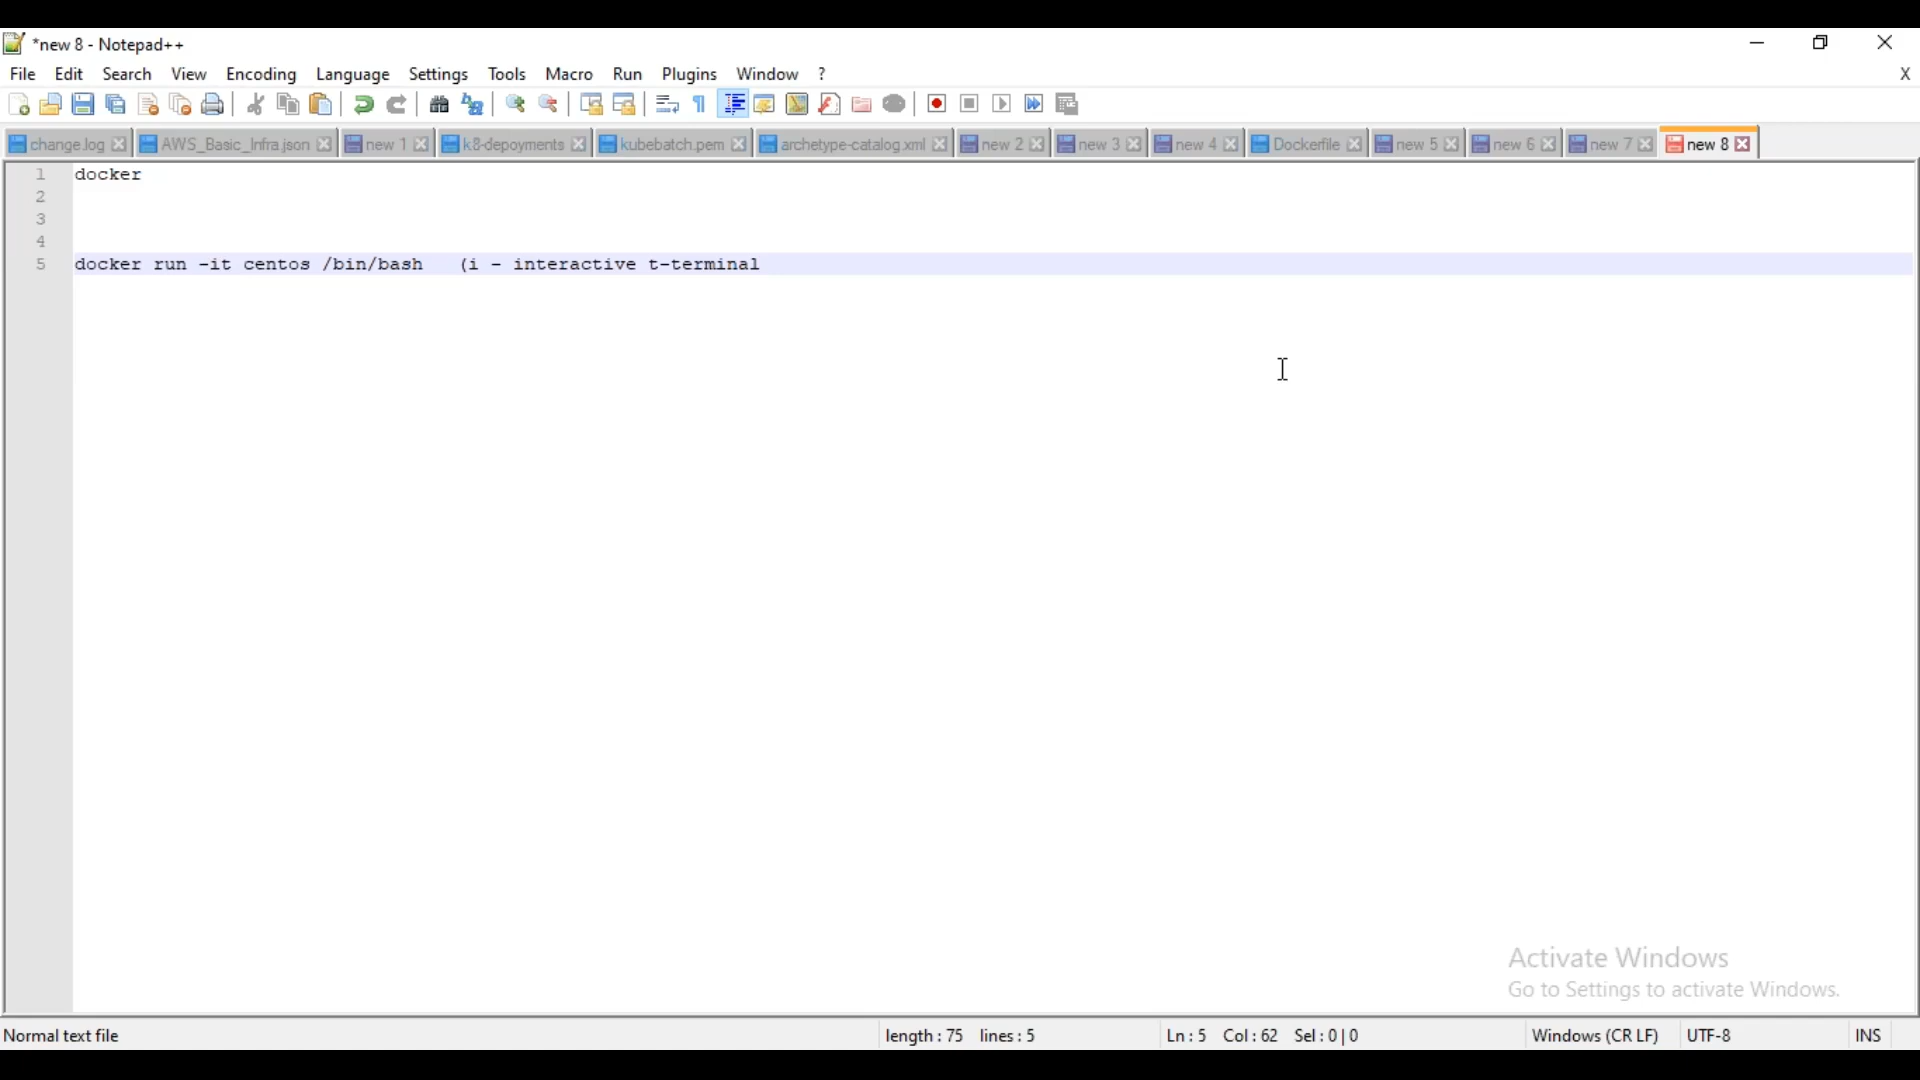 *new 8 - Notepad++
File Edit Search View Encoding Language Settings Tools Macro Run Plugins Window ? X
change.log AWS_Basic_Infra.json new 1 k8-depoyments kubebatch.pem archetype-catalog.xml new 2 new 3 new 4 Dockerfile new 5 new 6 new 7 new 8
1 docker
2
3
4
5 docker run -it centos /bin/bash (i - interactive t-terminal
Activate Windows
Go to Settings to activate Windows.
Normal text file length : 75 lines : 5 Ln : 5 Col : 62 Sel : 0 | 0 Windows (CR LF) UTF-8 INS